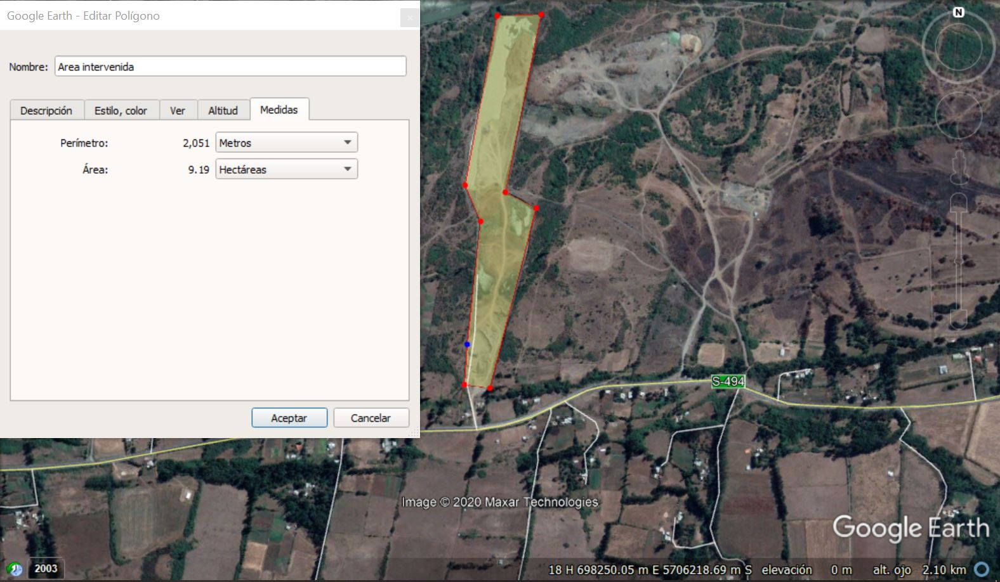 Google Earth - Editar Polígono
Nombre: Area intervenida
Descripción Estilo, color Ver Altitud Medidas
Perímetro: 2,051 Metros
Área: 9.19 Hectáreas
Aceptar Cancelar
N
S-494
Image © 2020 Maxar Technologies
Google Earth
2003
18 H 698250.05 m E 5706218.69 m S elevación 0 m alt. ojo 2.10 km